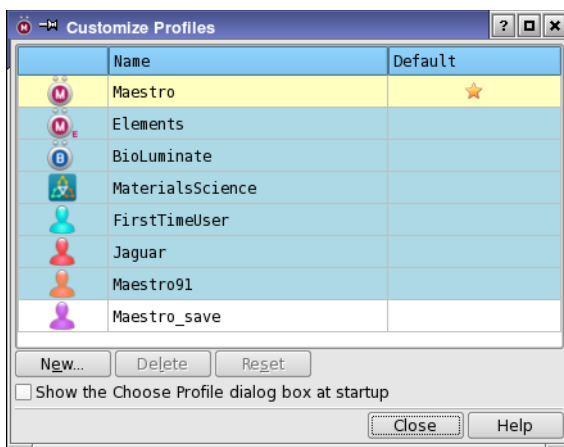 Customize Profiles
?
Name Default
M Maestro
M E Elements
B BioLuminate
MaterialsScience
FirstTimeUser
Jaguar
Maestro91
Maestro_save
New... Delete Reset
Show the Choose Profile dialog box at startup
Close Help